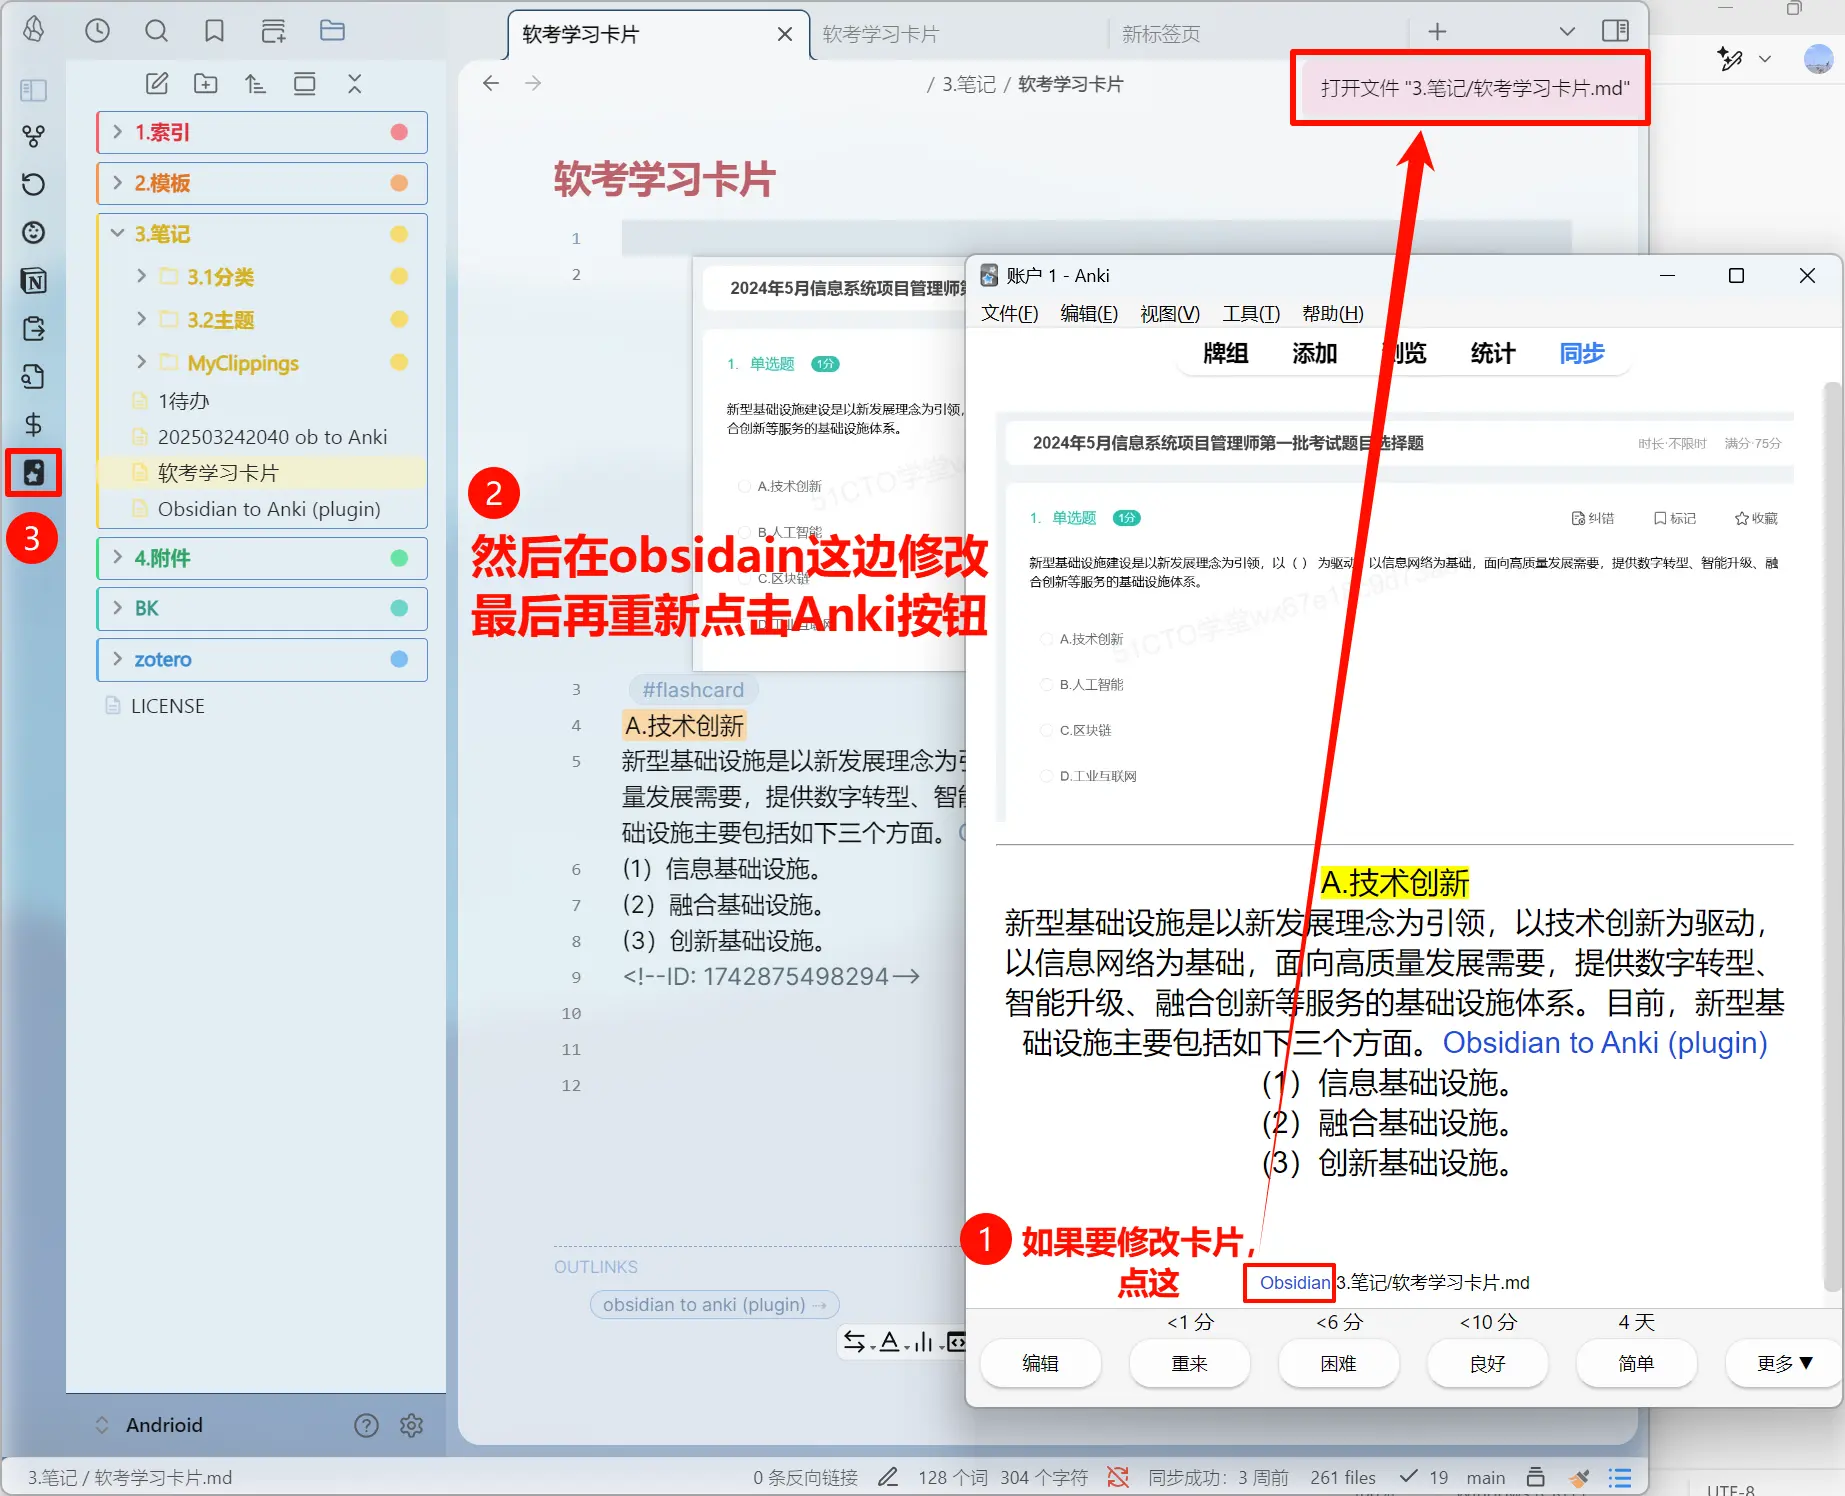 软考学习卡片
软考学习卡片
新标签页
/ 3.笔记 / 软考学习卡片
打开文件 "3.笔记/软考学习卡片.md"
1.索引
2.模板
3.笔记
3.1分类
3.2主题
MyClippings
1待办
202503242040 ob to Anki
软考学习卡片
Obsidian to Anki (plugin)
4.附件
BK
zotero
LICENSE
3
Andrioid
软考学习卡片
1
2
2024年5月信息系统项目管理师第
1. 单选题 1分
新型基础设施建设是以新发展理念为引领，
合创新等服务的基础设施体系。
A.技术创新
B.人工智能
C.区块链
D.工业互联网
2
然后在obsidain这边修改
最后再重新点击Anki按钮
3 #flashcard
4 A.技术创新
5 新型基础设施是以新发展理念为引
量发展需要，提供数字转型、智能
础设施主要包括如下三个方面。
6 (1）信息基础设施。
7 (2）融合基础设施。
8 (3）创新基础设施。
9 <!--ID: 1742875498294-->
10
11
12
OUTLINKS
obsidian to anki (plugin) →
账户 1 - Anki
文件(F) 编辑(E) 视图(V) 工具(T) 帮助(H)
牌组 添加 浏览 统计 同步
2024年5月信息系统项目管理师第一批考试题目选择题 时长·不限时 满分·75分
1. 单选题 1分 纠错 标记 收藏
新型基础设施建设是以新发展理念为引领，以（ ）为驱动，以信息网络为基础，面向高质量发展需要，提供数字转型、智能升级、融
合创新等服务的基础设施体系。
A.技术创新
B.人工智能
C.区块链
D.工业互联网
A.技术创新
新型基础设施是以新发展理念为引领，以技术创新为驱动，
以信息网络为基础，面向高质量发展需要，提供数字转型、
智能升级、融合创新等服务的基础设施体系。目前，新型基
础设施主要包括如下三个方面。Obsidian to Anki (plugin)
(1）信息基础设施。
(2）融合基础设施。
(3）创新基础设施。
1 如果要修改卡片，
点这
Obsidian 3.笔记/软考学习卡片.md
<1 分 <6 分 <10 分 4 天
编辑 重来 困难 良好 简单 更多 ▼
3.笔记 / 软考学习卡片.md
0 条反向链接 128 个词 304 个字符 同步成功：3 周前 261 files 19 main
UTF-8